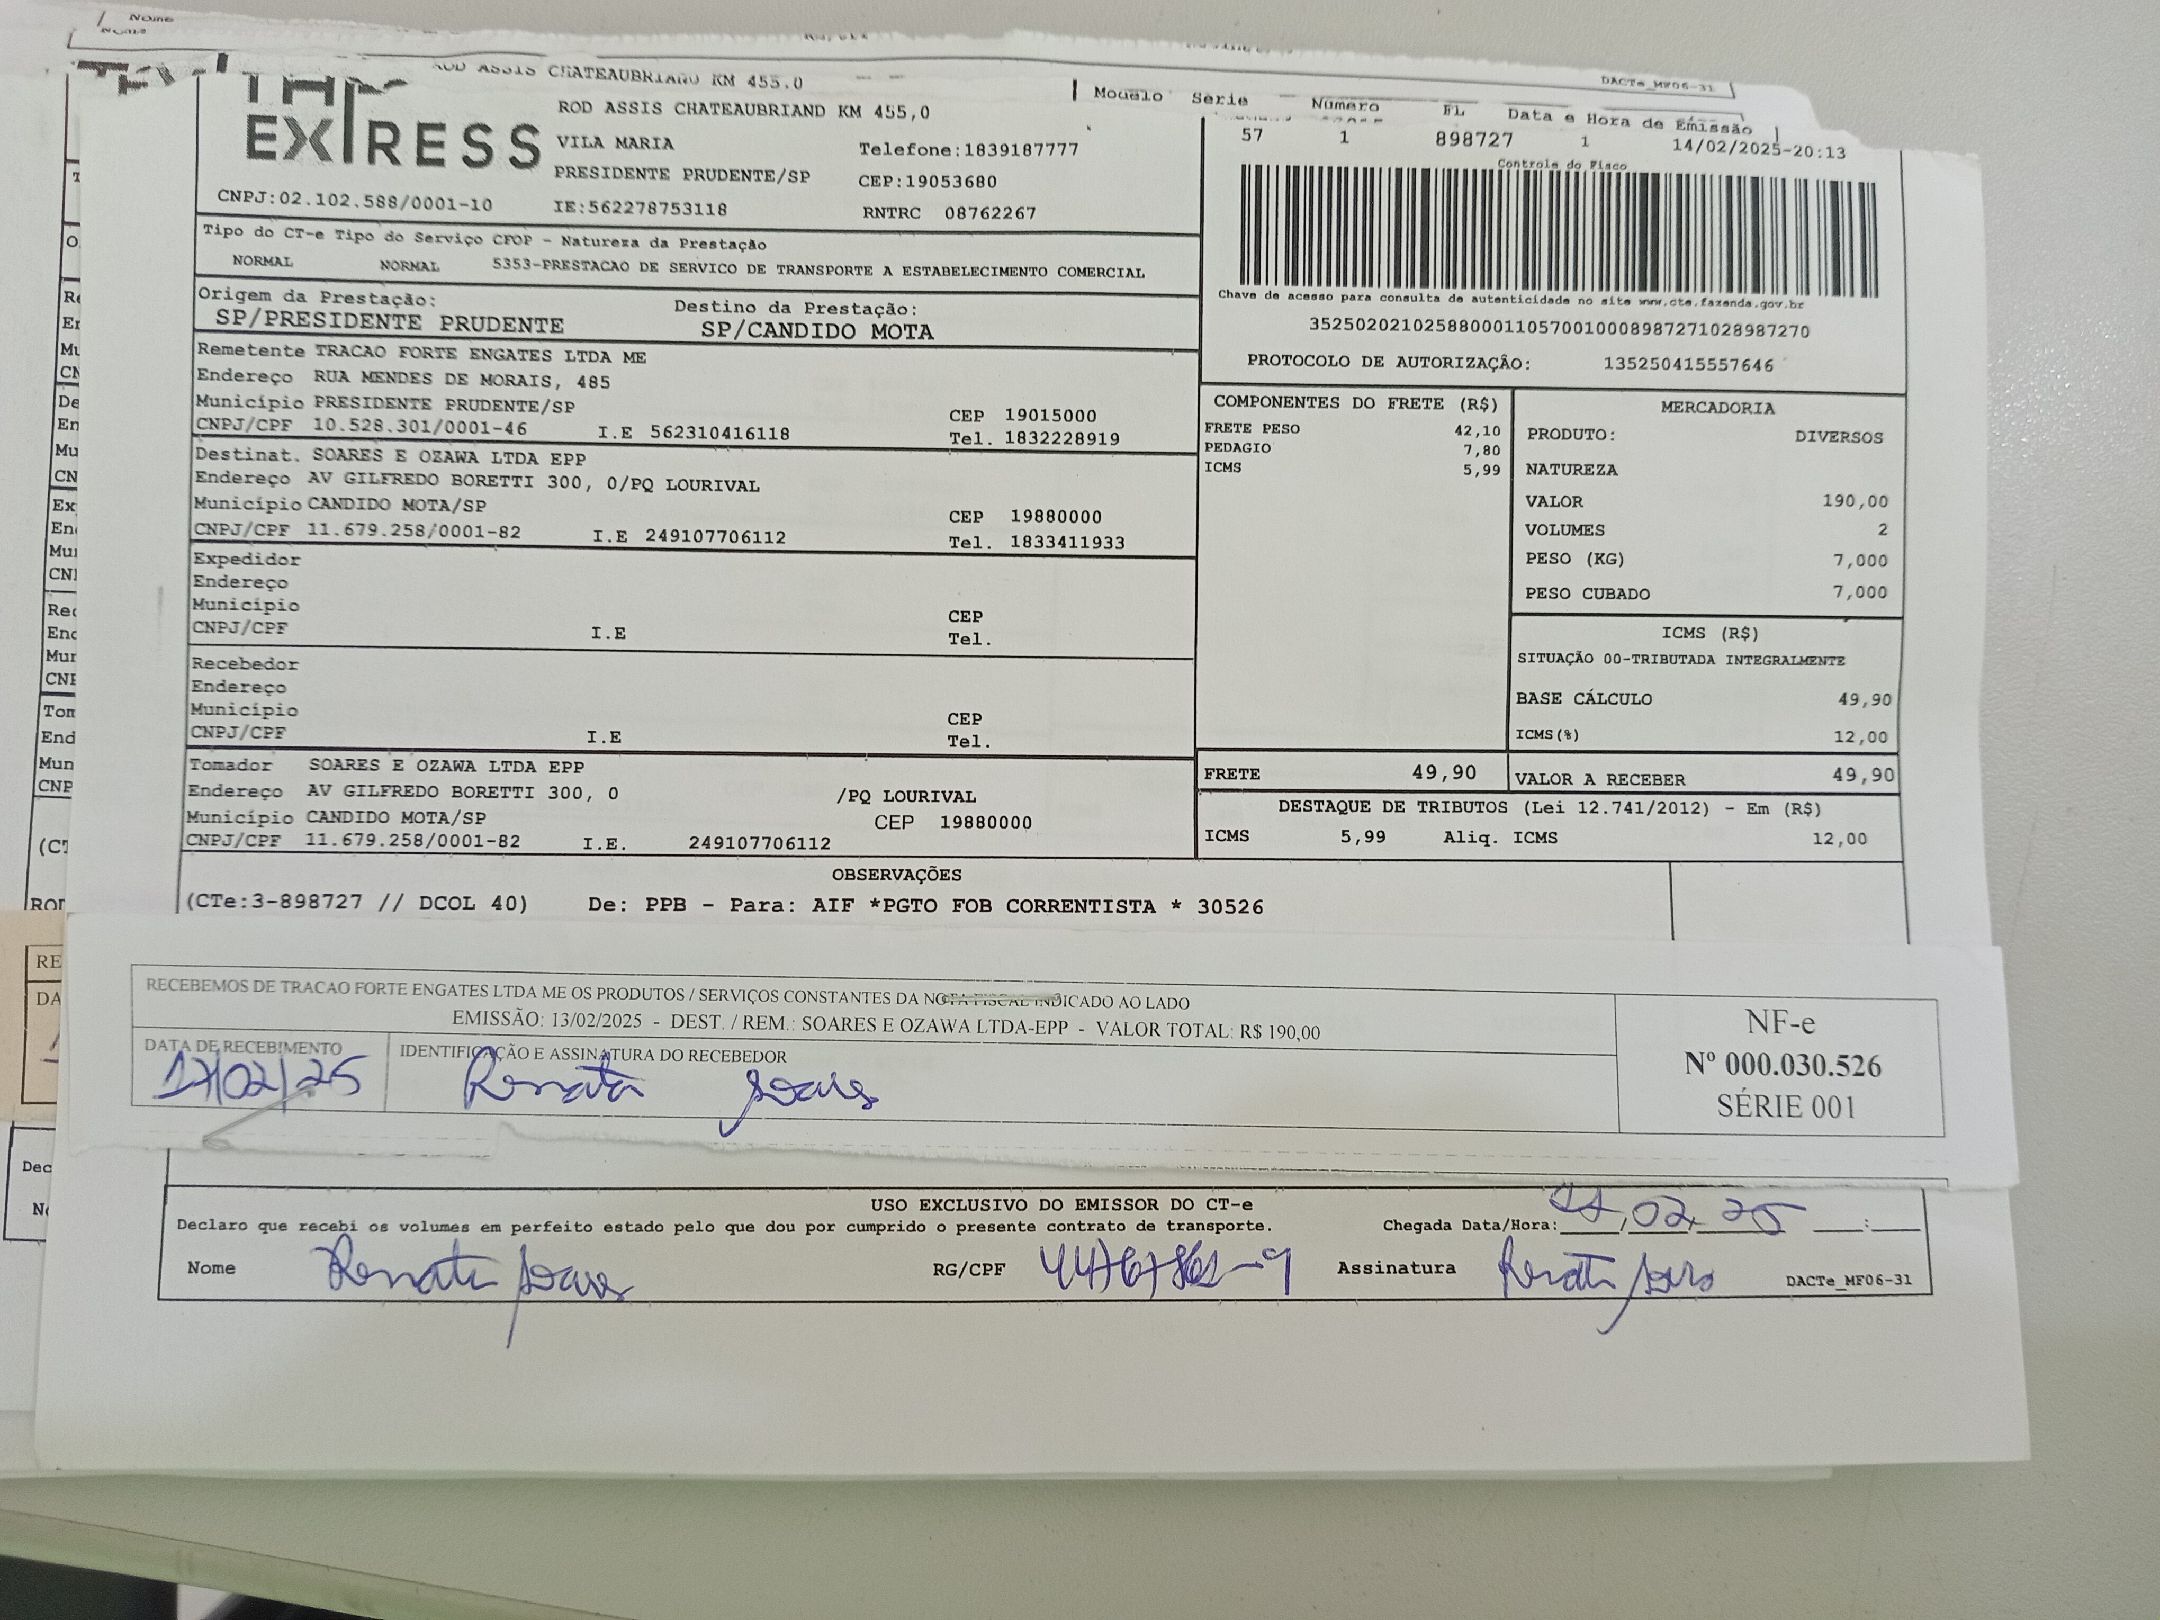 Nome
DACTe_MF06-31
ROD ASSIS CHATEAUBRIAND KM 455,0
EXPRESS
ROD ASSIS CHATEAUBRIAND KM 455,0
VILA MARIA
Telefone:1839187777
PRESIDENTE PRUDENTE/SP
CEP:19053680
CNPJ:02.102.588/0001-10 IE:562278753118 RNTRC 08762267
Modelo Serie Número FL Data e Hora de Emissão
57 1 898727 1 14/02/2025-20:13
Controle do Fisco
Tipo do CT-e Tipo do Serviço CFOP - Natureza da Prestação
NORMAL NORMAL 5353-PRESTACAO DE SERVICO DE TRANSPORTE A ESTABELECIMENTO COMERCIAL
Chave de acesso para consulta de autenticidade no site www.cte.fazenda.gov.br
35250202102588000110570010008987271028987270
PROTOCOLO DE AUTORIZAÇÃO: 135250415557646
Origem da Prestação: Destino da Prestação:
SP/PRESIDENTE PRUDENTE SP/CANDIDO MOTA
Remetente TRACAO FORTE ENGATES LTDA ME
Endereço RUA MENDES DE MORAIS, 485
Município PRESIDENTE PRUDENTE/SP CEP 19015000
CNPJ/CPF 10.528.301/0001-46 I.E 562310416118 Tel. 1832228919
Destinat. SOARES E OZAWA LTDA EPP
Endereço AV GILFREDO BORETTI 300, 0/PQ LOURIVAL
Município CANDIDO MOTA/SP CEP 19880000
CNPJ/CPF 11.679.258/0001-82 I.E 249107706112 Tel. 1833411933
Expedidor
Endereço
Município CEP
CNPJ/CPF I.E Tel.
Recebedor
Endereço
Município CEP
CNPJ/CPF I.E Tel.
Tomador SOARES E OZAWA LTDA EPP
Endereço AV GILFREDO BORETTI 300, 0 /PQ LOURIVAL
Município CANDIDO MOTA/SP CEP 19880000
CNPJ/CPF 11.679.258/0001-82 I.E. 249107706112
COMPONENTES DO FRETE (R$)
FRETE PESO 42,10
PEDAGIO 7,80
ICMS 5,99
MERCADORIA
PRODUTO: DIVERSOS
NATUREZA
VALOR 190,00
VOLUMES 2
PESO (KG) 7,000
PESO CUBADO 7,000
ICMS (R$)
SITUAÇÃO 00-TRIBUTADA INTEGRALMENTE
BASE CÁLCULO 49,90
ICMS(%) 12,00
FRETE 49,90 VALOR A RECEBER 49,90
DESTAQUE DE TRIBUTOS (Lei 12.741/2012) - Em (R$)
ICMS 5,99 Aliq. ICMS 12,00
OBSERVAÇÕES
(CTe:3-898727 // DCOL 40) De: PPB - Para: AIF *PGTO FOB CORRENTISTA * 30526
RECEBEMOS DE TRACAO FORTE ENGATES LTDA ME OS PRODUTOS / SERVIÇOS CONSTANTES DA NOTA FISCAL INDICADO AO LADO
EMISSÃO: 13/02/2025 - DEST. / REM.: SOARES E OZAWA LTDA-EPP - VALOR TOTAL: R$ 190,00
DATA DE RECEBIMENTO IDENTIFICAÇÃO E ASSINATURA DO RECEBEDOR
17/02/25 Renata Soares
NF-e
Nº 000.030.526
SÉRIE 001
USO EXCLUSIVO DO EMISSOR DO CT-e
Declaro que recebi os volumes em perfeito estado pelo que dou por cumprido o presente contrato de transporte. Chegada Data/Hora: 02 25 __:__
Nome Renata Soares RG/CPF Assinatura Renata Soares DACTe_MF06-31